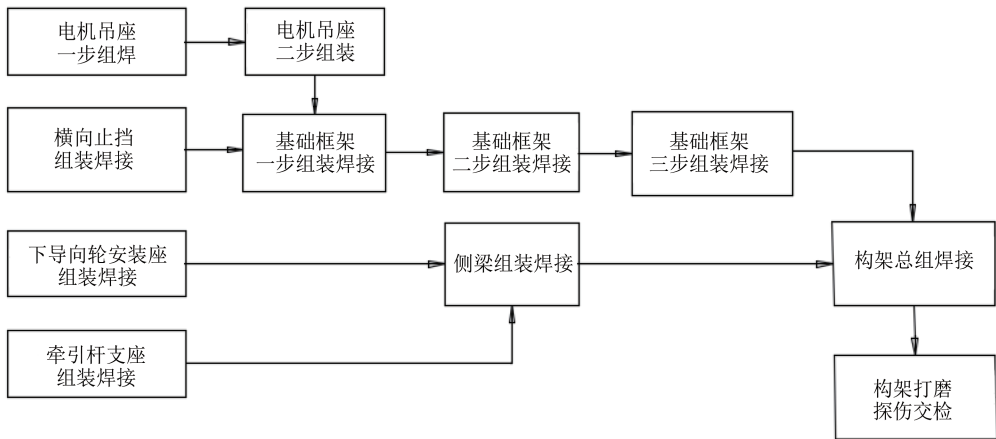 电机吊座
一步组焊
电机吊座
二步组装
横向止挡
组装焊接
基础框架
一步组装焊接
基础框架
二步组装焊接
基础框架
三步组装焊接
下导向轮安装座
组装焊接
侧梁组装焊接
构架总组焊接
牵引杆支座
组装焊接
构架打磨
探伤交检